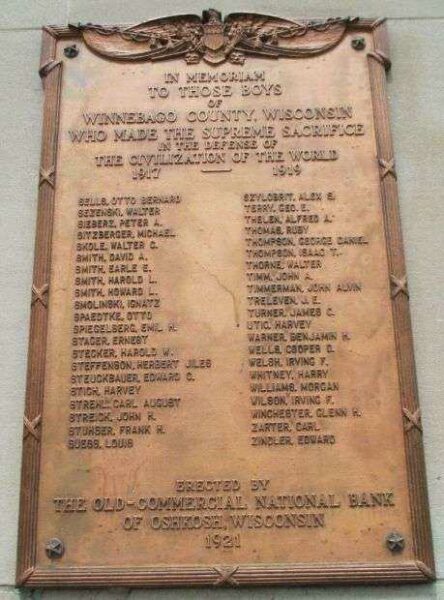 IN MEMORIAM
TO THOSE BOYS
OF
WINNEBAGO COUNTY, WISCONSIN
WHO MADE THE SUPREME SACRIFICE
IN THE DEFENSE OF
THE CIVILIZATION OF THE WORLD
1917 — 1919
SELLS, OTTO BERNARD
SEZENSKI, WALTER
SIEBERZ, PETER A.
SITZBERGER, MICHAEL
SKOLE, WALTER C.
SMITH, DAVID A.
SMITH, EARLE E.
SMITH, HAROLD L.
SMITH, HOWARD L.
SMOLINSKI, IGNATZ
SPAEDTKE, OTTO
SPIEGELBERG, EMIL H.
STAGER, ERNEST
STECKER, HAROLD W.
STEFFENSON, HERBERT JILES
STEUCKBAUER, EDWARD C.
STICH, HARVEY
STREHL, CARL AUGUST
STREICK, JOHN H.
FRANK H.
SUESS, LOUIS
SZYLOBRIT, ALEX S.
TERRY, GEO. E.
THELEN, ALFRED A.
THOMAS, RUBY
THOMPSON, GEORGE DANIEL
THOMPSON, ISAAC T.
THORNE, WALTER
TIMM, JOHN A.
TIMMERMAN, JOHN ALVIN
TRELEVEN, J. E.
TURNER, JAMES C.
UTIG, HARVEY
WARNER, BENJAMIN H.
WELLS, COOPER D.
WELSH, IRVING F.
WHITNEY, HARRY
WILLIAMS, MORGAN
WILSON, IRVING F.
WINCHESTER, GLENN H.
ZARTER, CARL
ZINDLER, EDWARD
ERECTED BY
THE OLD-COMMERCIAL NATIONAL BANK
OF OSHKOSH, WISCONSIN
1921